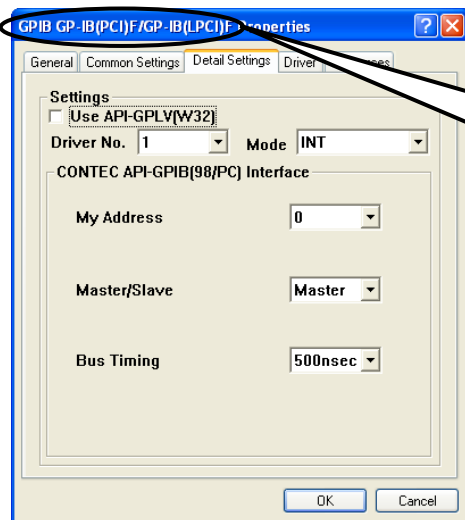 GPIB GP-IB(PCI)F/GP-IB(LPCI)F Properties
General Common Settings Detail Settings Driver
Settings
Use API-GPLV(W32)
Driver No. 1 Mode INT
CONTEC API-GPIB(98/PC) Interface
My Address 0
Master/Slave Master
Bus Timing 500nsec
OK Cancel